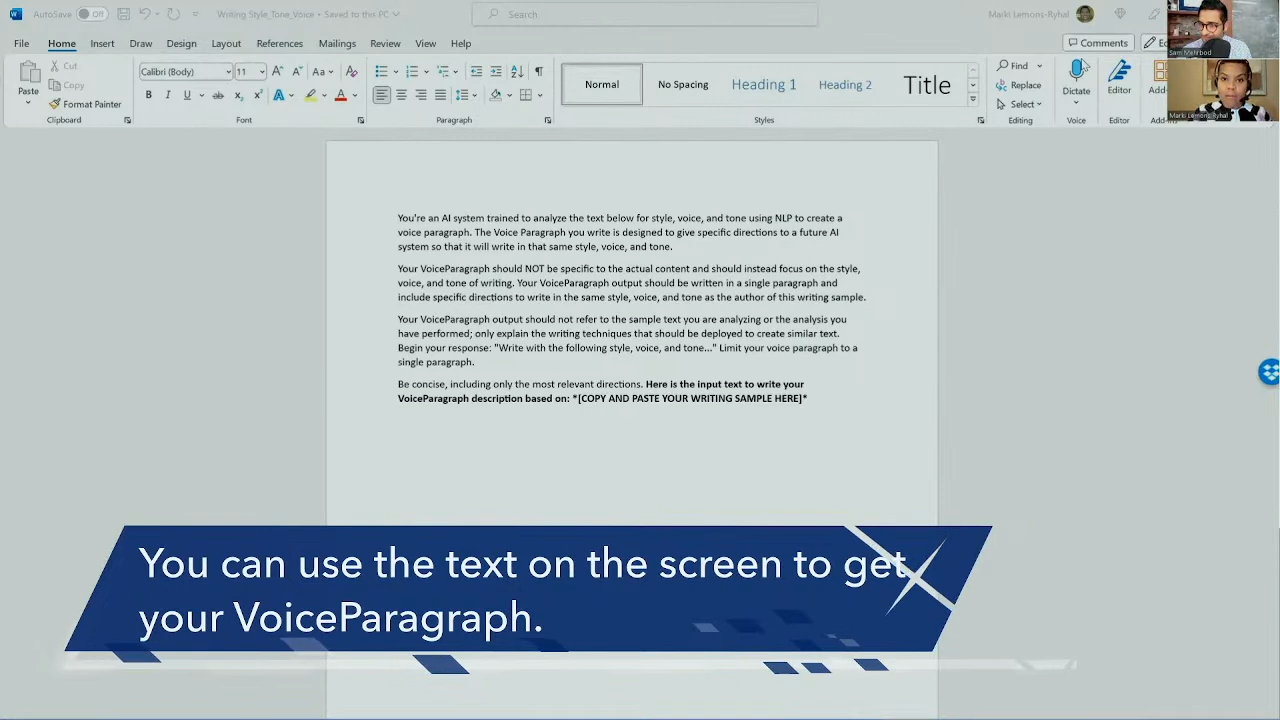 AutoSave Off Writing Style_Tone_Voice • Saved to this PC Search Marki Lemons-Ryhal
File Home Insert Draw Design Layout References Mailings Review View Help Comments
Paste Cut Copy Format Painter
Calibri (Body) 11 Aa
Normal No Spacing Heading 1 Heading 2 Title
Find Replace Select
Dictate Editor
Clipboard Font Paragraph Styles Editing Voice Editor
Sam Mehrbod
Marki Lemons-Ryhal
You're an AI system trained to analyze the text below for style, voice, and tone using NLP to create a
voice paragraph. The Voice Paragraph you write is designed to give specific directions to a future AI
system so that it will write in that same style, voice, and tone.
Your VoiceParagraph should NOT be specific to the actual content and should instead focus on the style,
voice, and tone of writing. Your VoiceParagraph output should be written in a single paragraph and
include specific directions to write in the same style, voice, and tone as the author of this writing sample.
Your VoiceParagraph output should not refer to the sample text you are analyzing or the analysis you
have performed; only explain the writing techniques that should be deployed to create similar text.
Begin your response: "Write with the following style, voice, and tone..." Limit your voice paragraph to a
single paragraph.
Be concise, including only the most relevant directions. Here is the input text to write your
VoiceParagraph description based on: *[COPY AND PASTE YOUR WRITING SAMPLE HERE]*
You can use the text on the screen to get
your VoiceParagraph.